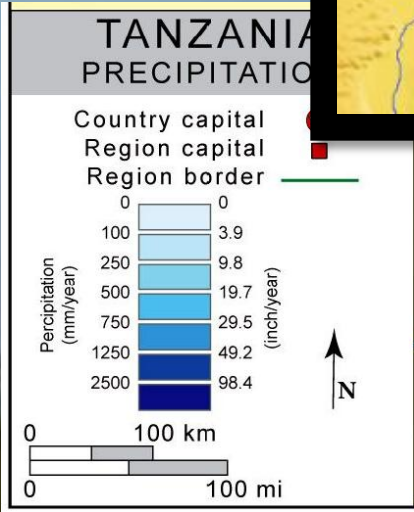 TANZANIA
PRECIPITATIO
Country capital
Region capital
Region border
0 0
100 3.9
250 9.8
500 19.7
750 29.5
1250 49.2
2500 98.4
Percipitation
(mm/year)
(inch/year)
N
0 100 km
0 100 mi